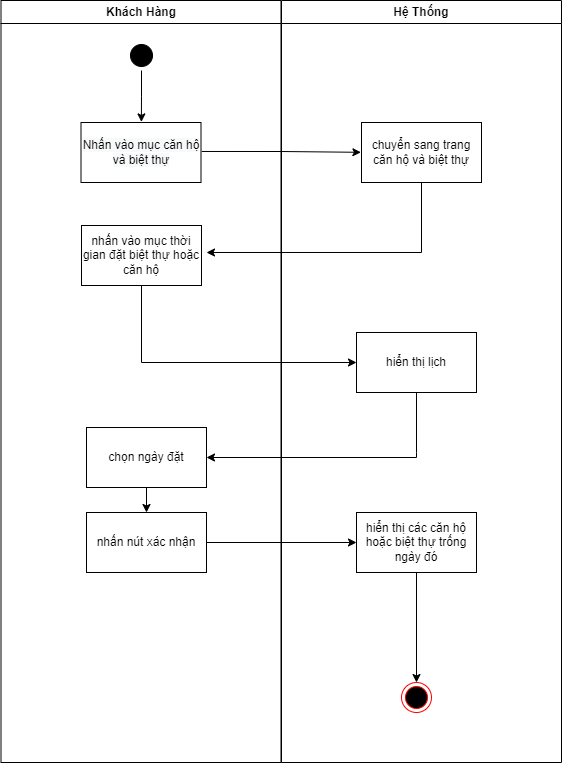 Khách Hàng
Hệ Thống
Nhấn vào mục căn hộ
và biệt thự
chuyển sang trang
căn hộ và biệt thự
nhấn vào mục thời
gian đặt biệt thự hoặc
căn hộ
hiển thị lịch
chọn ngày đặt
nhấn nút xác nhận
hiển thị các căn hộ
hoặc biệt thự trống
ngày đó